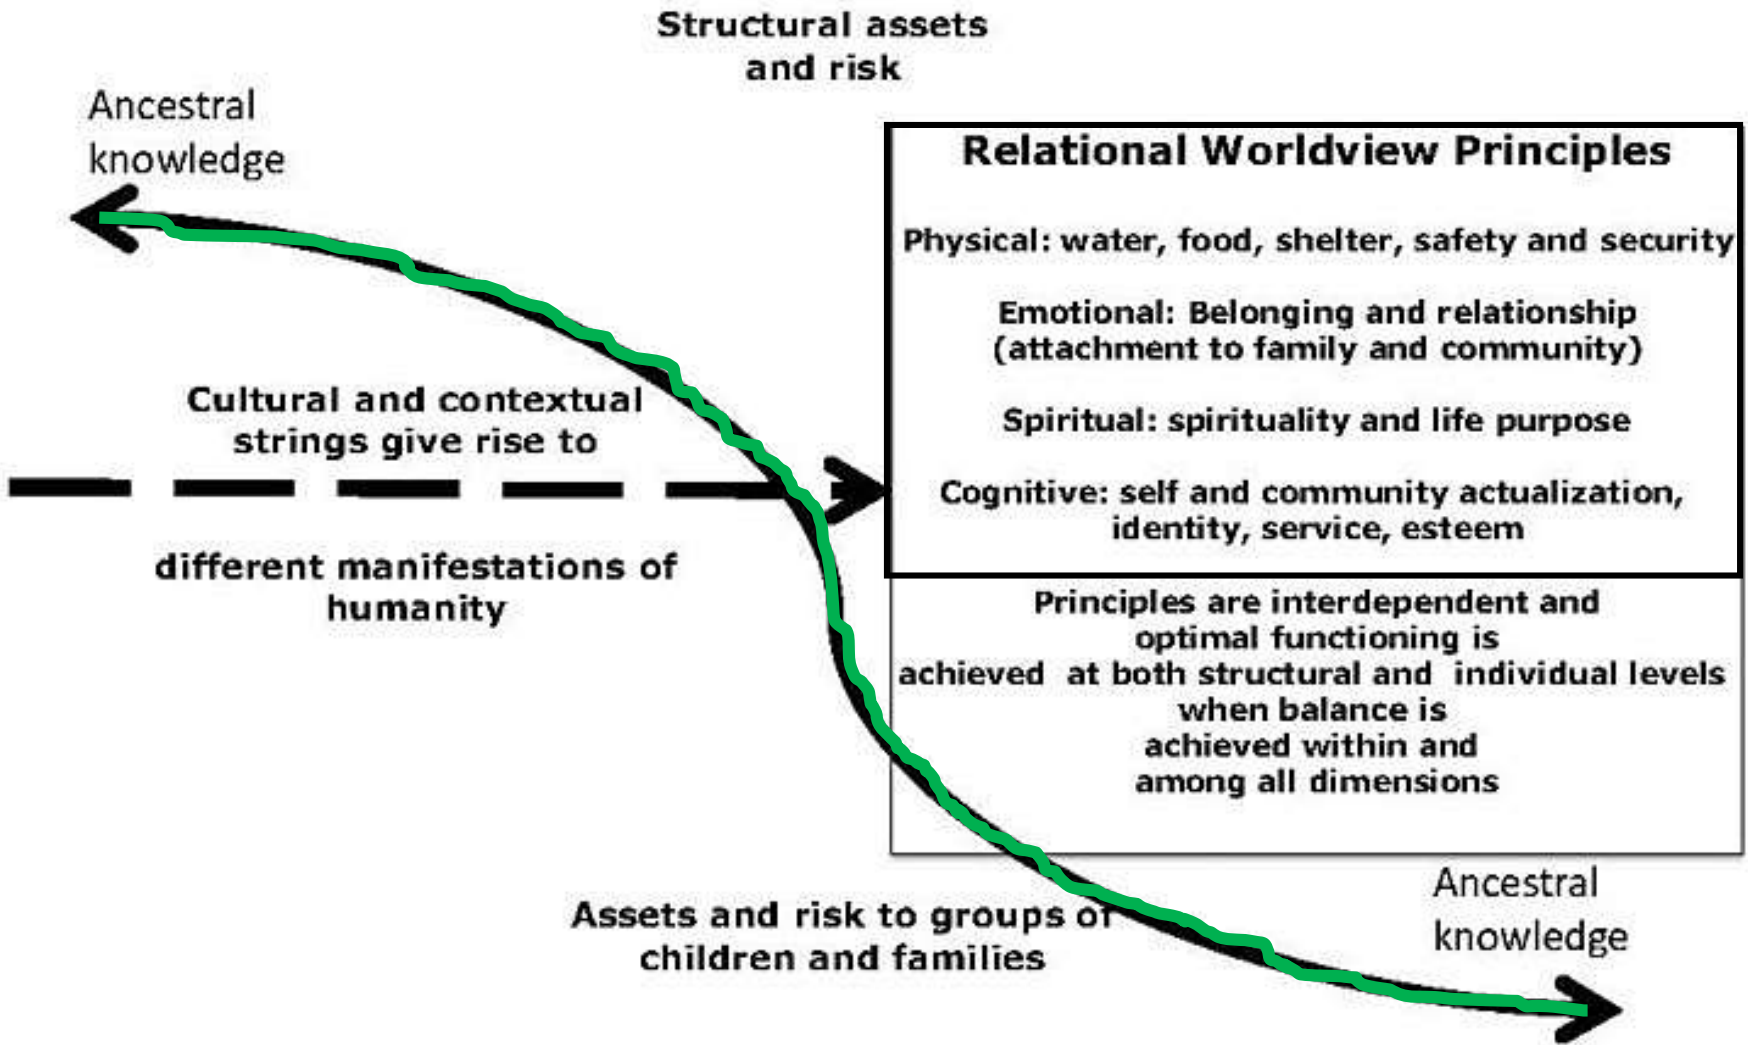 Structural assets
and risk
Ancestral
knowledge
Relational Worldview Principles
Physical: water, food, shelter, safety and security
Emotional: Belonging and relationship
(attachment to family and community)
Spiritual: spirituality and life purpose
Cognitive: self and community actualization,
identity, service, esteem
Cultural and contextual
strings give rise to
different manifestations of
humanity
Principles are interdependent and
optimal functioning is
achieved at both structural and individual levels
when balance is
achieved within and
among all dimensions
Assets and risk to groups of
children and families
Ancestral
knowledge